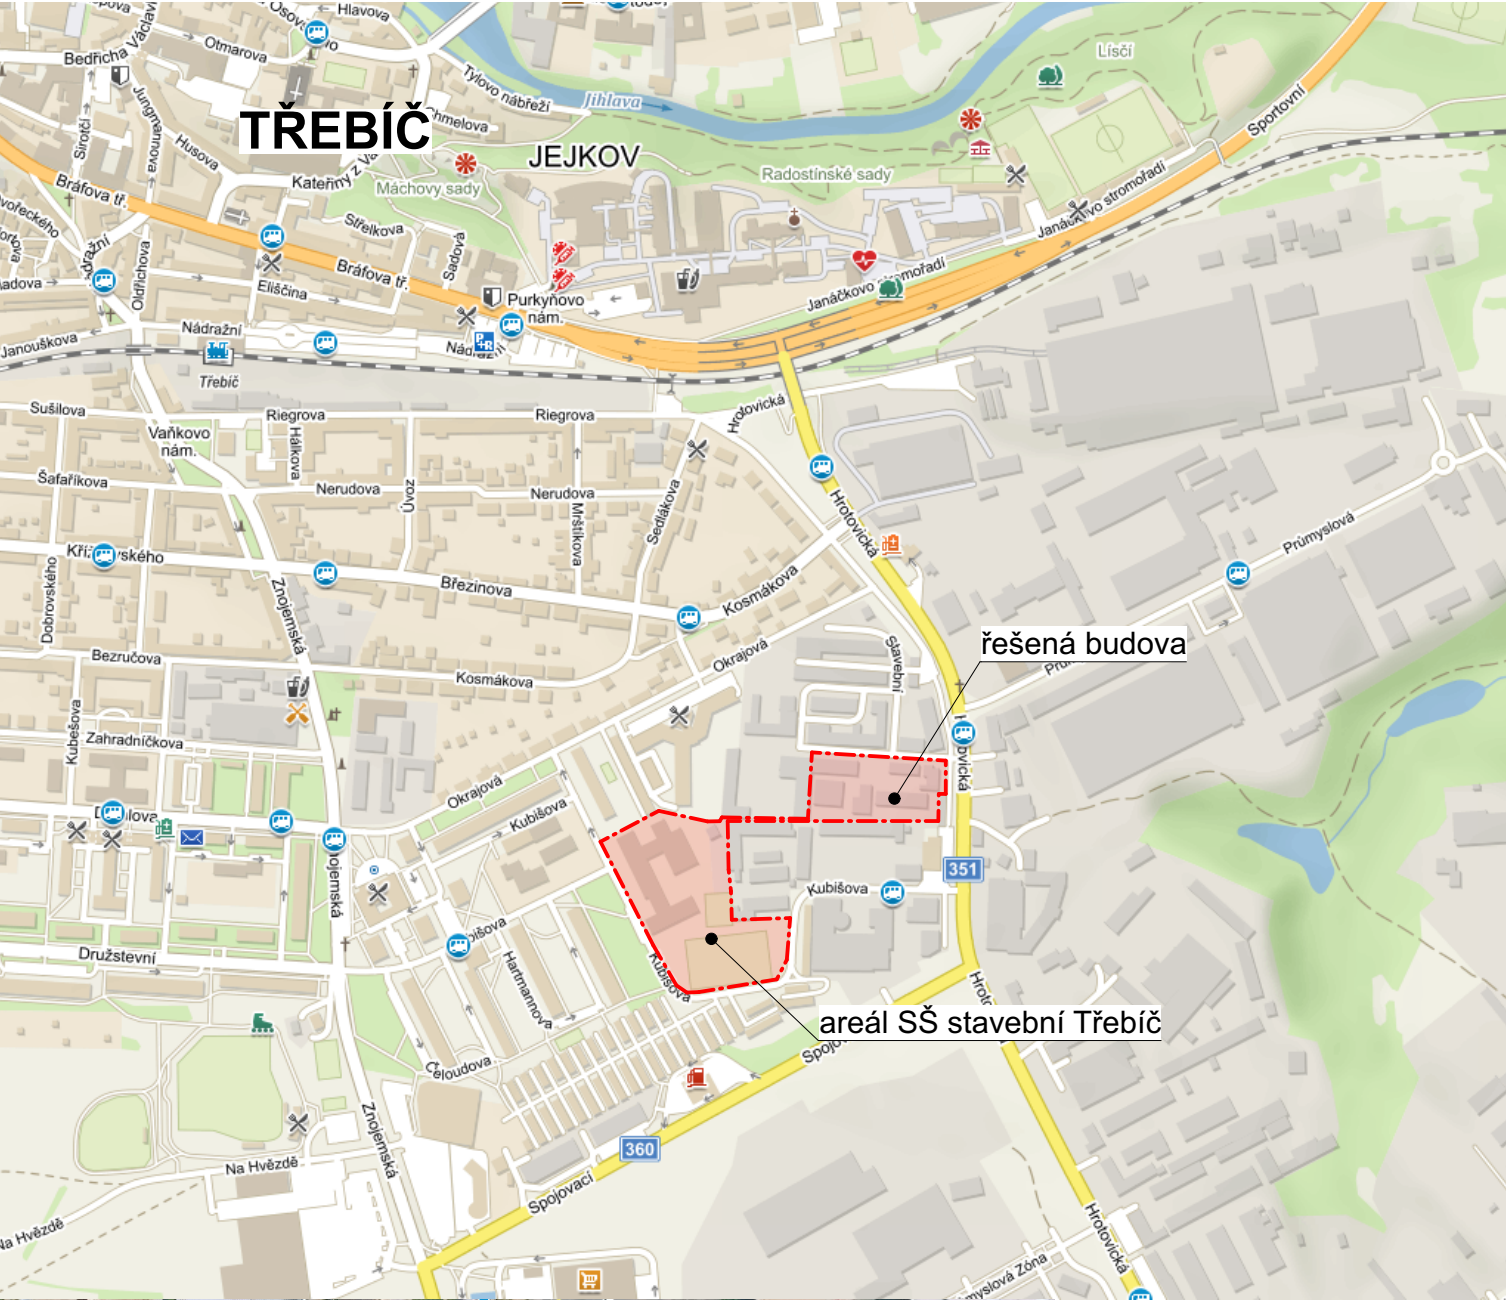 Hlavova
Otmarova
Bedřicha Václav
Jungmannova
Sirotčí
Husova
TŘEBÍČ
Chmelova
Tylovo nábřeží
Jihlava
Lísčí
Sportovní
JEJKOV
Kateřiny z Va
Máchovy sady
Radostínské sady
Bráfova tř.
Střelkova
Sadová
Janáčkovo stromořadí
Oldřichova
Bráfova tř.
Eliščina
Purkyňovo
nám.
Janáčkovo stromořadí
Nádražní
Janouškova
Nádražní
Třebíč
Sušilova
Riegrova
Riegrova
Hrotovická
Vaňkovo
nám.
Hálkova
Šafaříkova
Nerudova
Úvoz
Nerudova
Mrštíkova
Sedlákova
Hrotovická
Průmyslová
Dobrovského
Znojemská
Březinova
Kosmákova
Okrajová
Stavební
řešená budova
Bezručova
Kosmákova
Kubešova
Zahradníčkova
Okrajová
Kubišova
Znojemská
351
Kubišova
Družstevní
Hartmannova
Kubišova
areál SŠ stavební Třebíč
Čeloudova
Znojemská
360
Spojovací
Na Hvězdě
Na Hvězdě
Hrotovická